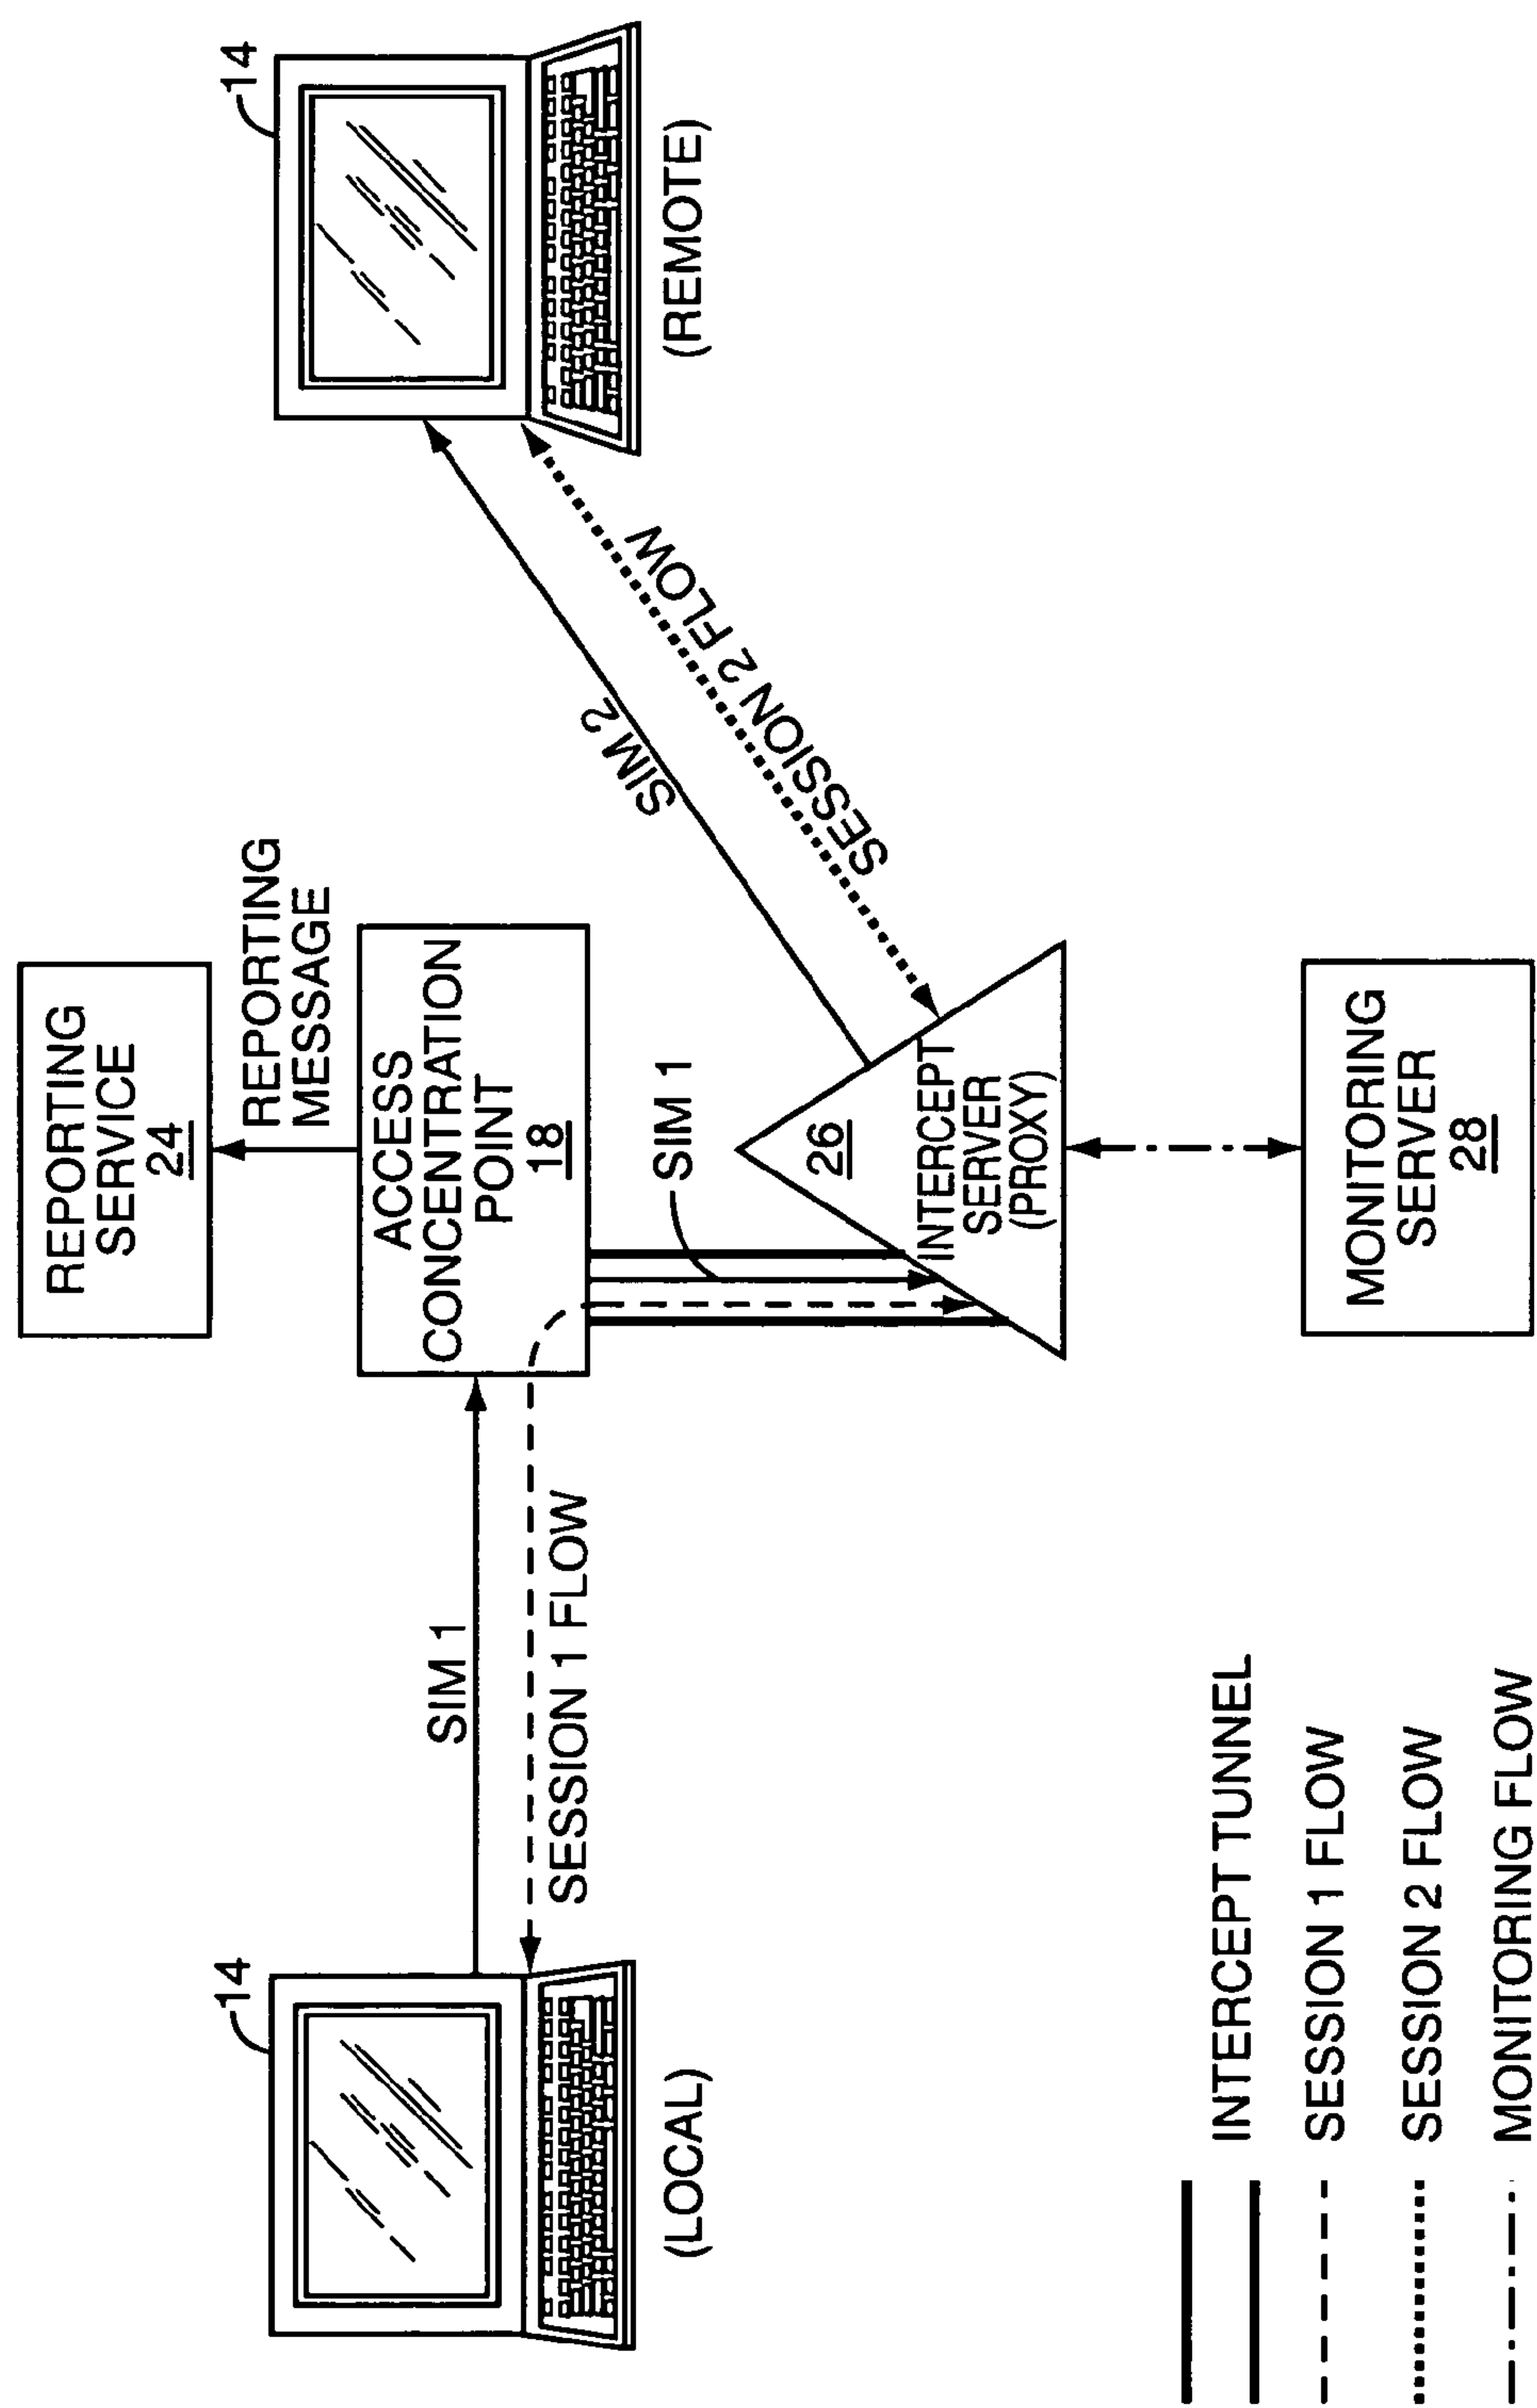 REPORTING
SERVICE
24
REPORTING
MESSAGE
14
14
ACCESS
CONCENTRATION
POINT
18
SIM 1
SESSION 1 FLOW
SIM 1
SIM 2
SESSION 2 FLOW
(LOCAL)
(REMOTE)
26
INTERCEPT
SERVER
(PROXY)
MONITORING
SERVER
28
INTERCEPT TUNNEL
SESSION 1 FLOW
SESSION 2 FLOW
MONITORING FLOW